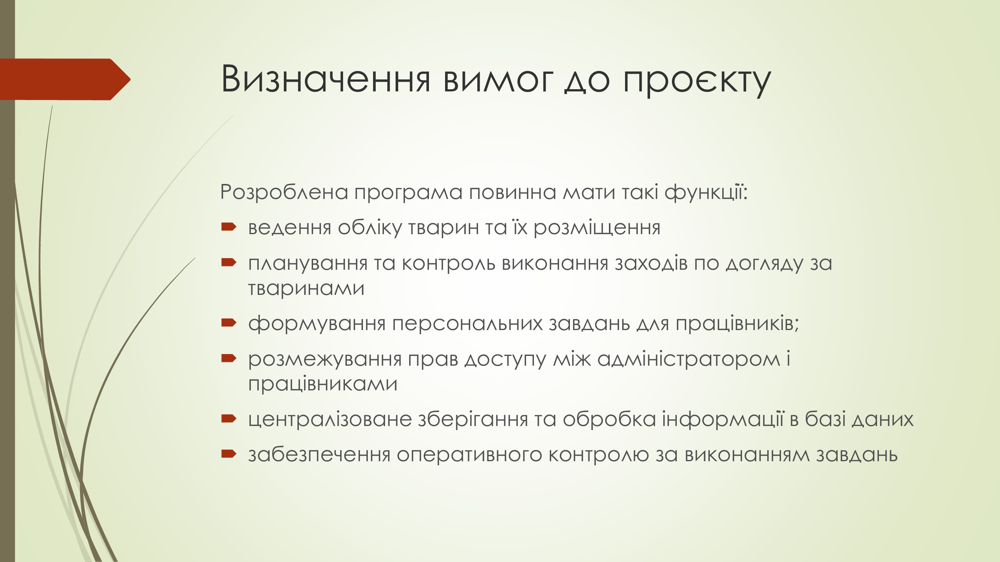 Визначення вимог до проєкту
Розроблена програма повинна мати такі функції:
ведення обліку тварин та їх розміщення
планування та контроль виконання заходів по догляду за
тваринами
формування персональних завдань для працівників;
розмежування прав доступу між адміністратором і
працівниками
централізоване зберігання та обробка інформації в базі даних
забезпечення оперативного контролю за виконанням завдань